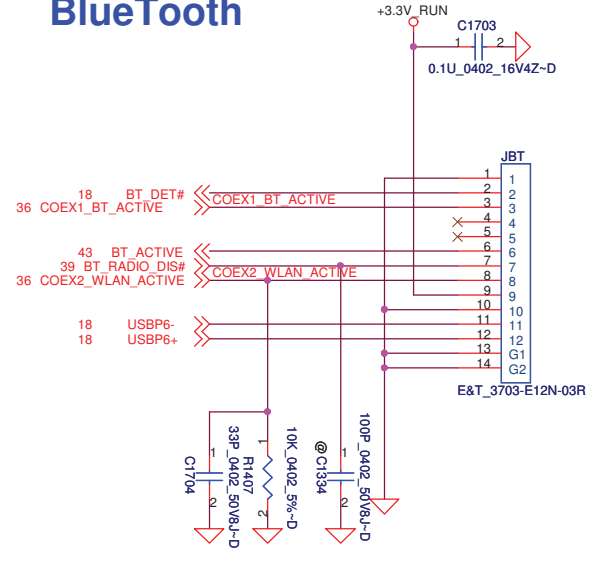 BlueTooth
+3.3V_RUN
C1703
1 2
0.1U_0402_16V4Z~D
JBT
1 1
18 BT_DET# 2 2
36 COEX1_BT_ACTIVE COEX1_BT_ACTIVE 3 3
4 4
5 5
43 BT_ACTIVE 6 6
39 BT_RADIO_DIS# 7 7
36 COEX2_WLAN_ACTIVE COEX2_WLAN_ACTIVE 8 8
9 9
10 10
18 USBP6- 11 11
18 USBP6+ 12 12
13 G1
14 G2
E&T_3703-E12N-03R
C1704
33P_0402_50V8J~D
1
2
R1407
10K_0402_5%~D
1
2
@C1334
100P_0402_50V8J~D
1
2